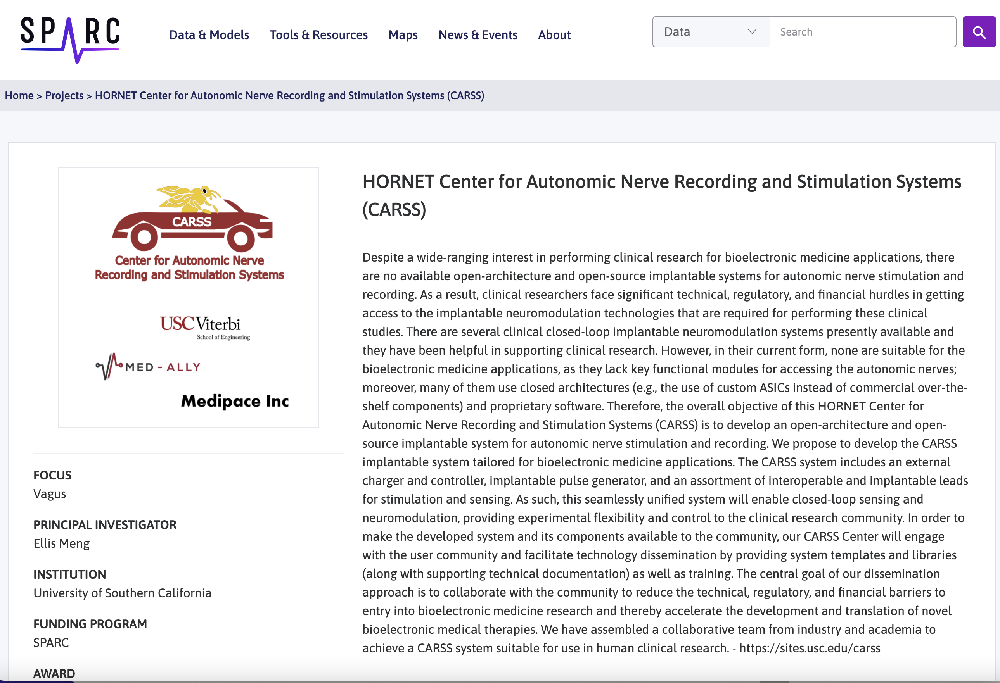 SPARC
Data & Models
Tools & Resources
Maps
News & Events
About
Data
Search
Home > Projects > HORNET Center for Autonomic Nerve Recording and Stimulation Systems (CARSS)
CARSS
Center for Autonomic Nerve
Recording and Stimulation Systems
USC Viterbi
School of Engineering
MED - ALLY
Medipace Inc
FOCUS
Vagus
PRINCIPAL INVESTIGATOR
Ellis Meng
INSTITUTION
University of Southern California
FUNDING PROGRAM
SPARC
AWARD
HORNET Center for Autonomic Nerve Recording and Stimulation Systems
(CARSS)
Despite a wide-ranging interest in performing clinical research for bioelectronic medicine applications, there
are no available open-architecture and open-source implantable systems for autonomic nerve stimulation and
recording. As a result, clinical researchers face significant technical, regulatory, and financial hurdles in getting
access to the implantable neuromodulation technologies that are required for performing these clinical
studies. There are several clinical closed-loop implantable neuromodulation systems presently available and
they have been helpful in supporting clinical research. However, in their current form, none are suitable for the
bioelectronic medicine applications, as they lack key functional modules for accessing the autonomic nerves;
moreover, many of them use closed architectures (e.g., the use of custom ASICs instead of commercial over-the-
shelf components) and proprietary software. Therefore, the overall objective of this HORNET Center for
Autonomic Nerve Recording and Stimulation Systems (CARSS) is to develop an open-architecture and open-
source implantable system for autonomic nerve stimulation and recording. We propose to develop the CARSS
implantable system tailored for bioelectronic medicine applications. The CARSS system includes an external
charger and controller, implantable pulse generator, and an assortment of interoperable and implantable leads
for stimulation and sensing. As such, this seamlessly unified system will enable closed-loop sensing and
neuromodulation, providing experimental flexibility and control to the clinical research community. In order to
make the developed system and its components available to the community, our CARSS Center will engage
with the user community and facilitate technology dissemination by providing system templates and libraries
(along with supporting technical documentation) as well as training. The central goal of our dissemination
approach is to collaborate with the community to reduce the technical, regulatory, and financial barriers to
entry into bioelectronic medicine research and thereby accelerate the development and translation of novel
bioelectronic medical therapies. We have assembled a collaborative team from industry and academia to
achieve a CARSS system suitable for use in human clinical research. - https://sites.usc.edu/carss